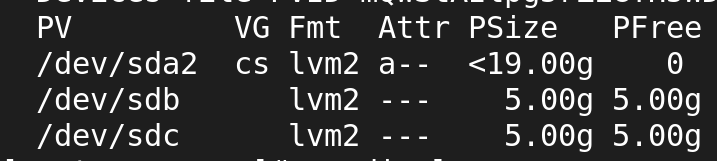 PV VG Fmt Attr PSize PFree
/dev/sda2 cs lvm2 a-- <19.00g 0
/dev/sdb lvm2 --- 5.00g 5.00g
/dev/sdc lvm2 --- 5.00g 5.00g